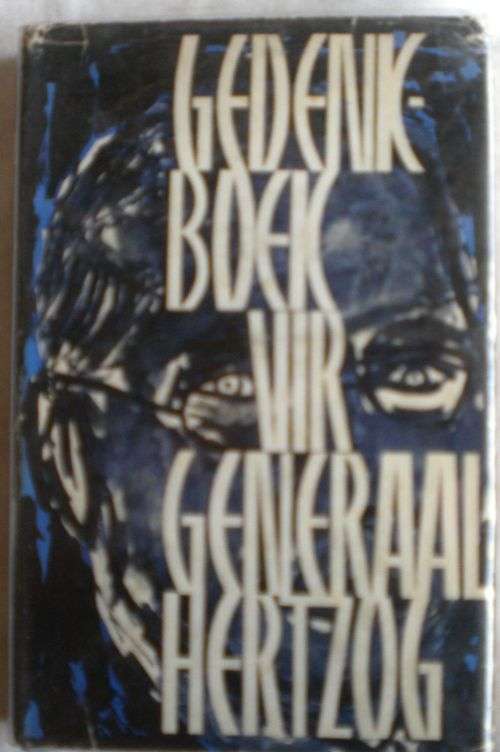 GEDENK-
BOEK
VIR
GENERAAL
HERTZOG